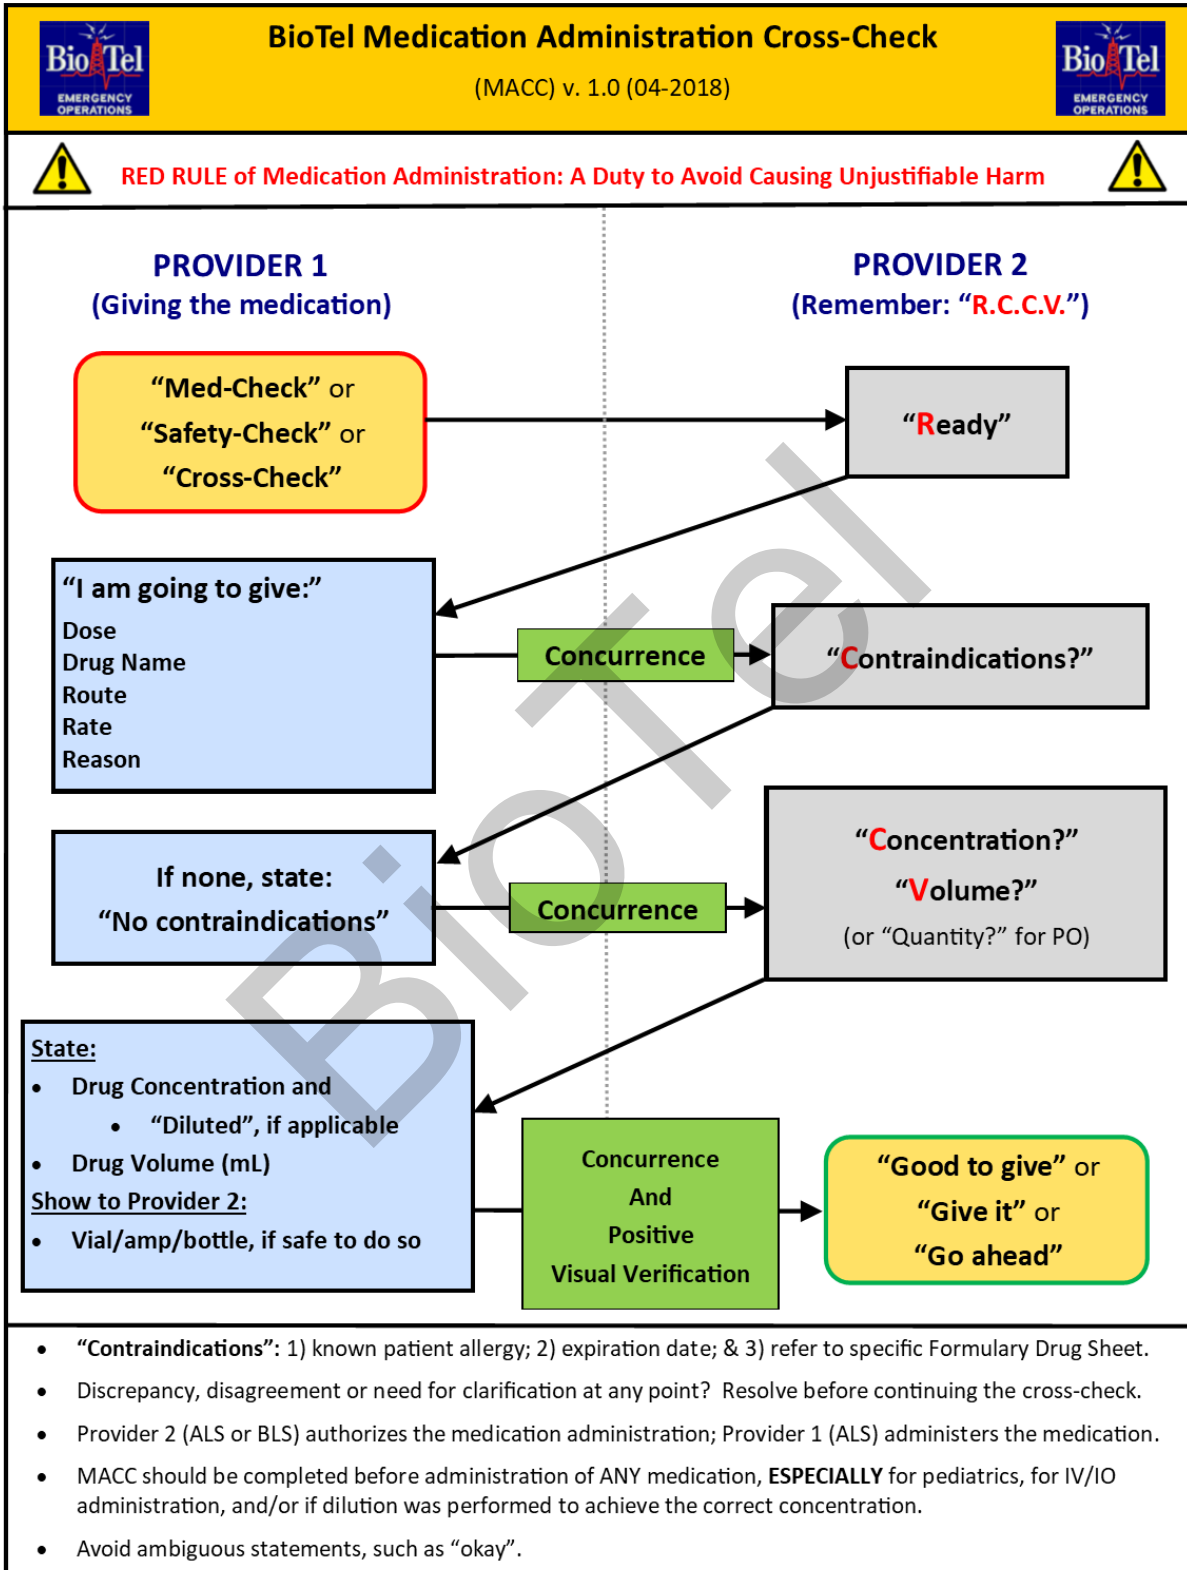 BioTel
EMERGENCY
OPERATIONS
BioTel Medication Administration Cross-Check
(MACC) v. 1.0 (04-2018)
BioTel
EMERGENCY
OPERATIONS
RED RULE of Medication Administration: A Duty to Avoid Causing Unjustifiable Harm
PROVIDER 1
(Giving the medication)
PROVIDER 2
(Remember: “R.C.C.V.”)
“Med-Check” or
“Safety-Check” or
“Cross-Check”
“Ready”
“I am going to give:”
Dose
Drug Name
Route
Rate
Reason
Concurrence
“Contraindications?”
If none, state:
“No contraindications”
Concurrence
“Concentration?”
“Volume?”
(or “Quantity?” for PO)
State:
• Drug Concentration and
• “Diluted”, if applicable
• Drug Volume (mL)
Show to Provider 2:
• Vial/amp/bottle, if safe to do so
Concurrence
And
Positive
Visual Verification
“Good to give” or
“Give it” or
“Go ahead”
BioTel
• “Contraindications”: 1) known patient allergy; 2) expiration date; & 3) refer to specific Formulary Drug Sheet.
• Discrepancy, disagreement or need for clarification at any point? Resolve before continuing the cross-check.
• Provider 2 (ALS or BLS) authorizes the medication administration; Provider 1 (ALS) administers the medication.
• MACC should be completed before administration of ANY medication, ESPECIALLY for pediatrics, for IV/IO
administration, and/or if dilution was performed to achieve the correct concentration.
• Avoid ambiguous statements, such as “okay”.